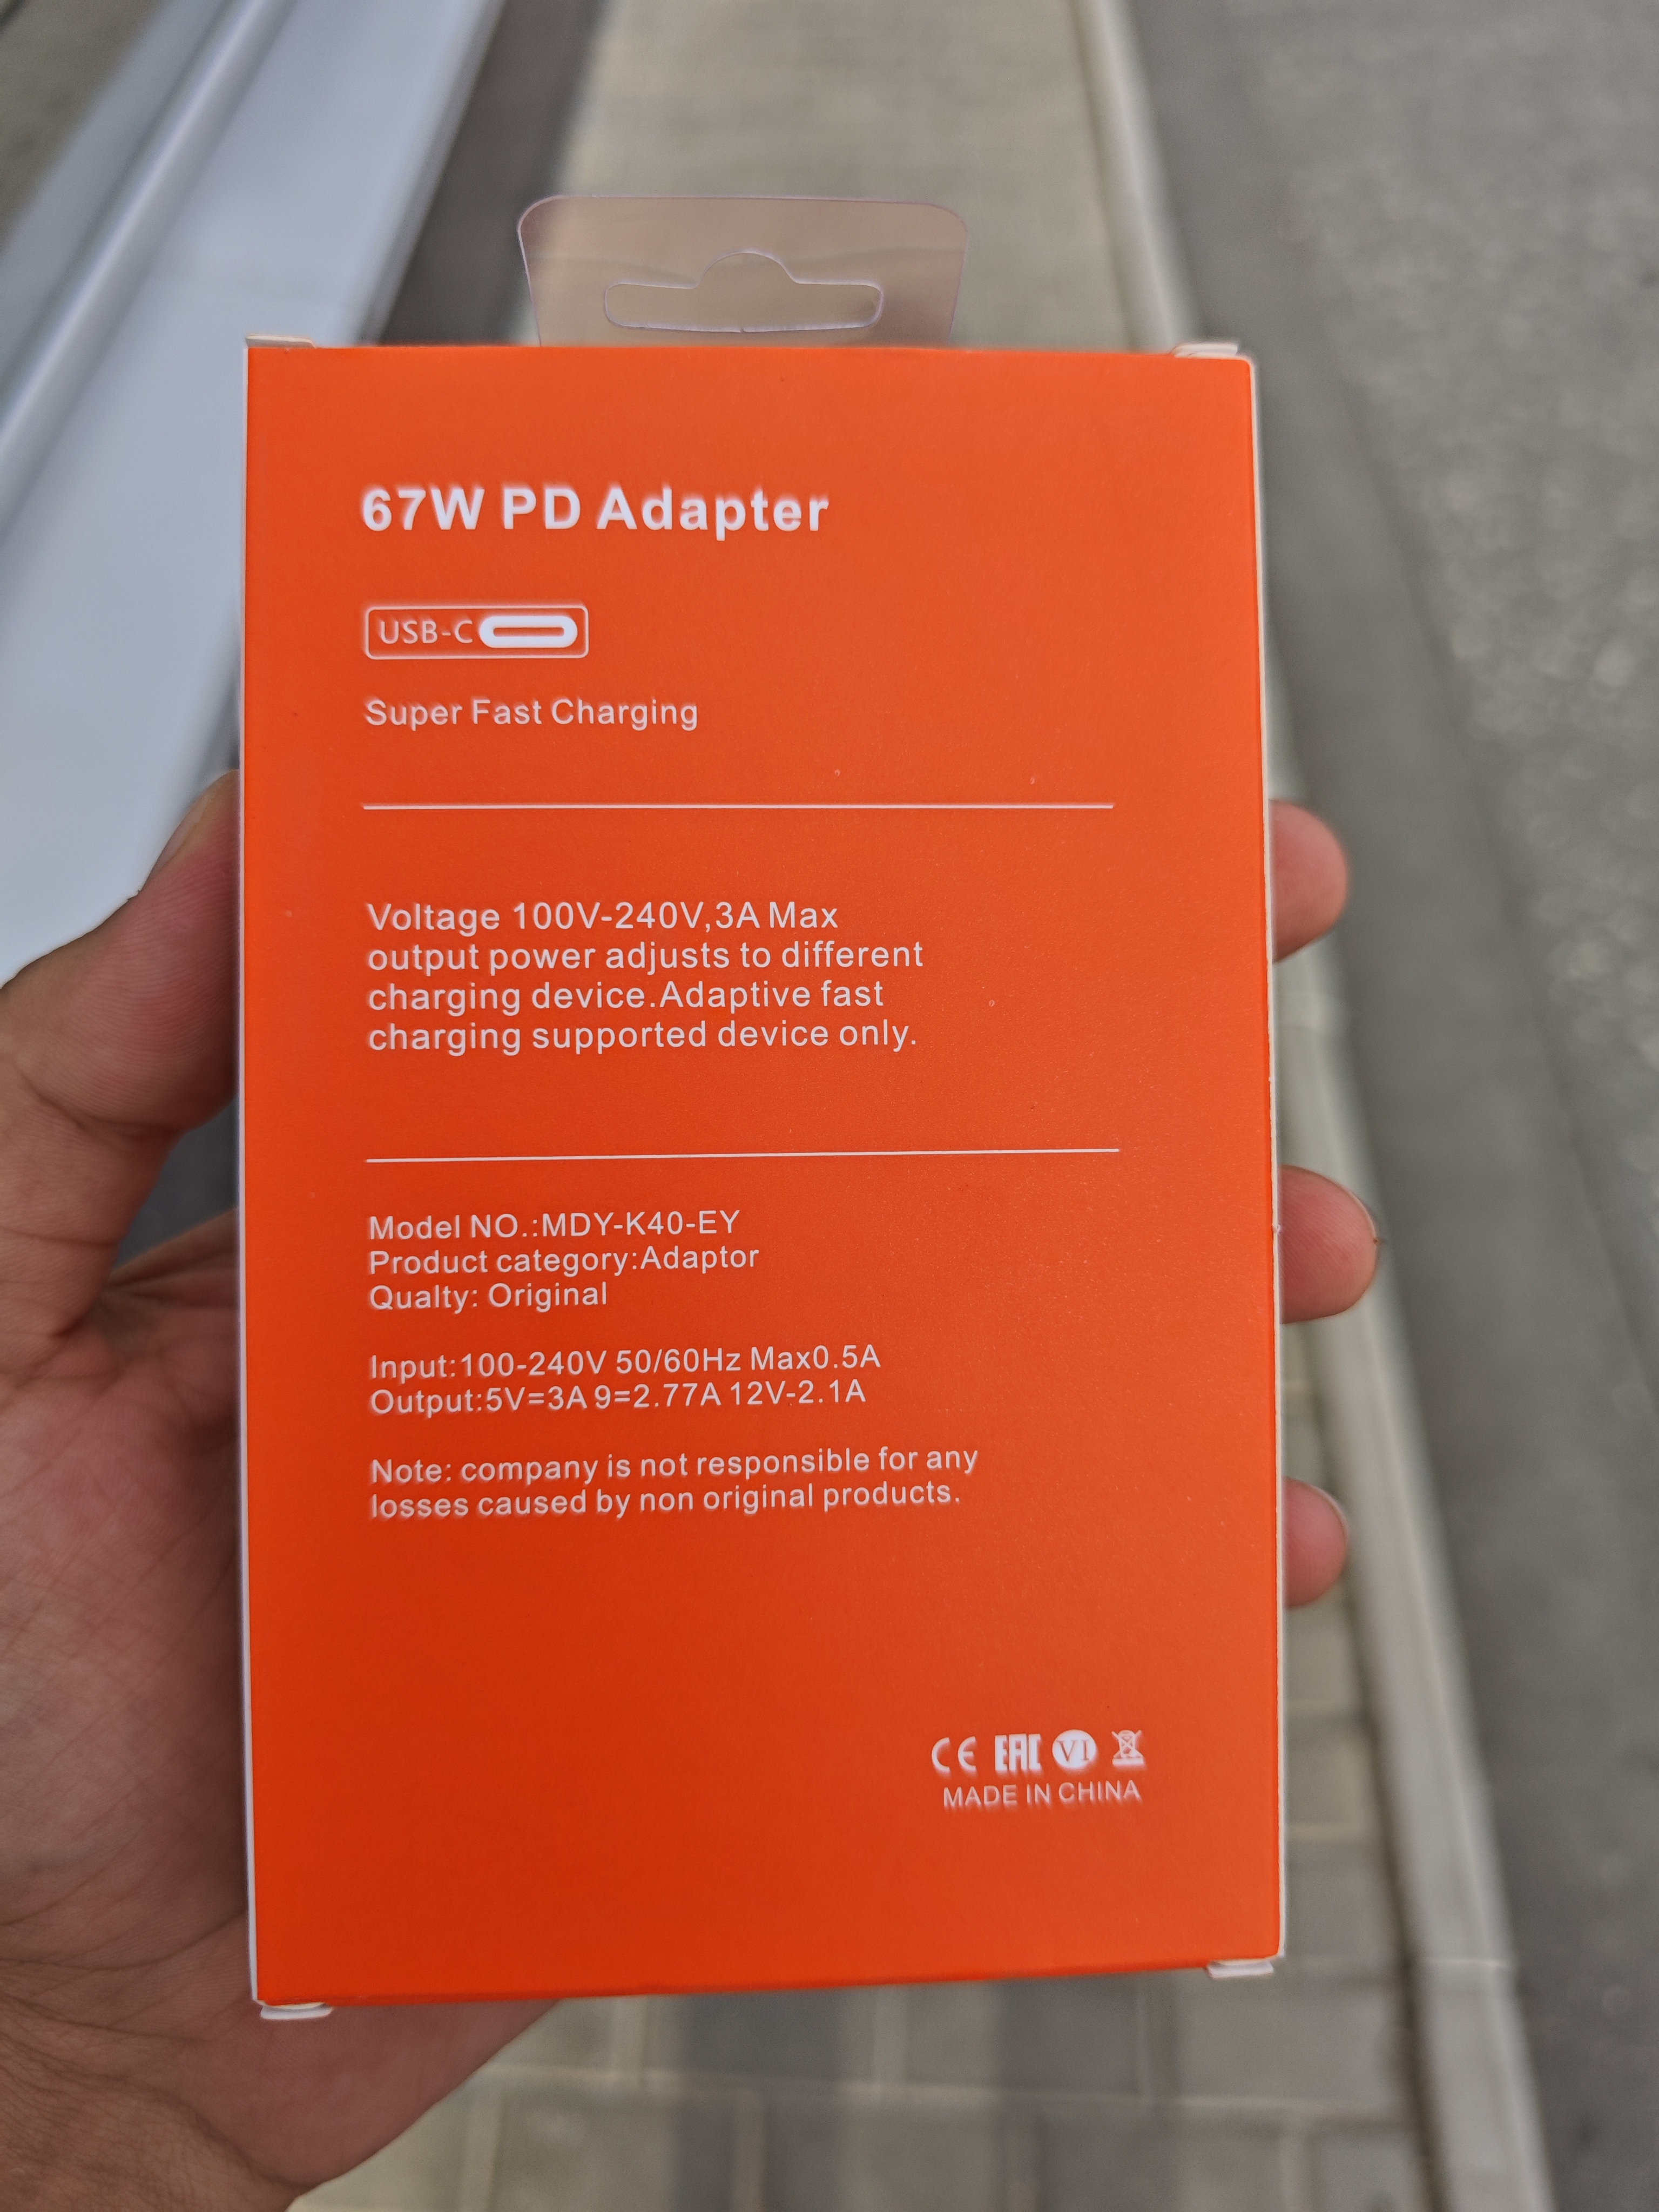 67W PD Adapter
USB-C
Super Fast Charging
Voltage 100V-240V,3A Max
output power adjusts to different
charging device.Adaptive fast
charging supported device only.
Model NO.:MDY-K40-EY
Product category:Adaptor
Qualty: Original
Input:100-240V 50/60Hz Max0.5A
Output:5V=3A 9=2.77A 12V-2.1A
Note: company is not responsible for any
losses caused by non original products.
CE EAC VI
MADE IN CHINA